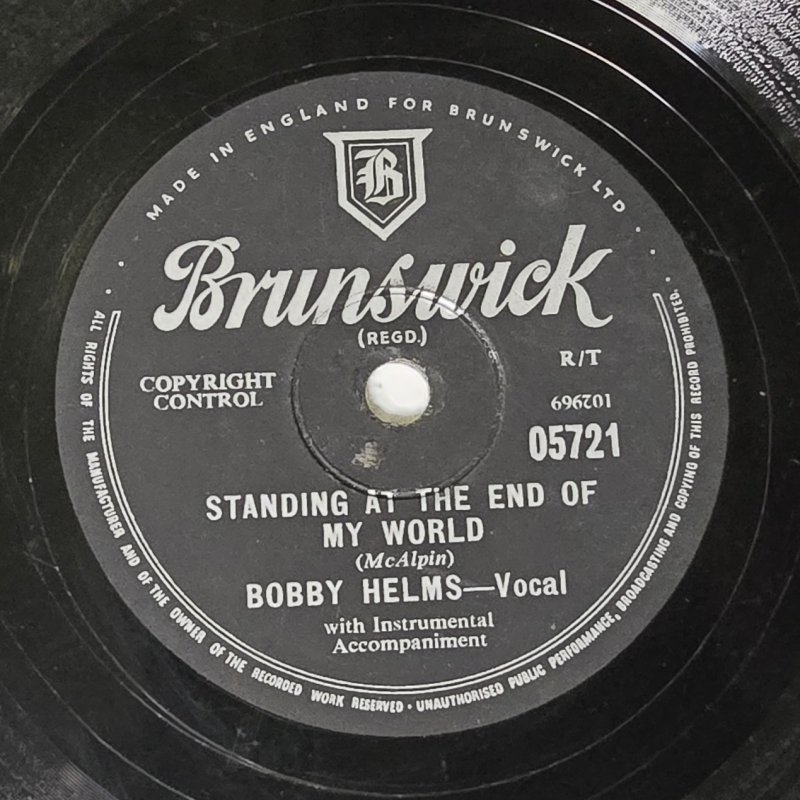 MADE IN ENGLAND FOR BRUNSWICK LTD.
B
Brunswick
(REGD.)
R/T
COPYRIGHT
CONTROL
102969
05721
STANDING AT THE END OF
MY WORLD
(McAlpin)
BOBBY HELMS—Vocal
with Instrumental
Accompaniment
ALL RIGHTS OF THE MANUFACTURER AND OF THE OWNER OF THE RECORDED WORK RESERVED • UNAUTHORISED PUBLIC PERFORMANCE, BROADCASTING AND COPYING OF THIS RECORD PROHIBITED.